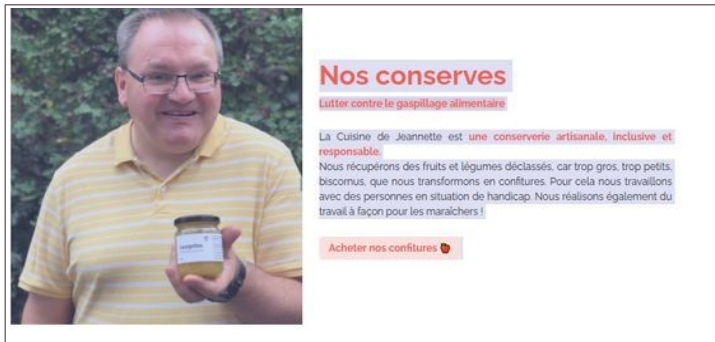 Nos conserves
Lutter contre le gaspillage alimentaire
La Cuisine de Jeannette est une conserverie artisanale, inclusive et
responsable.
Nous récupérons des fruits et légumes déclassés, car trop gros, trop petits,
biscornus, que nous transformons en confitures. Pour cela nous travaillons
avec des personnes en situation de handicap. Nous réalisons également du
travail à façon pour les maraîchers !
Acheter nos confitures